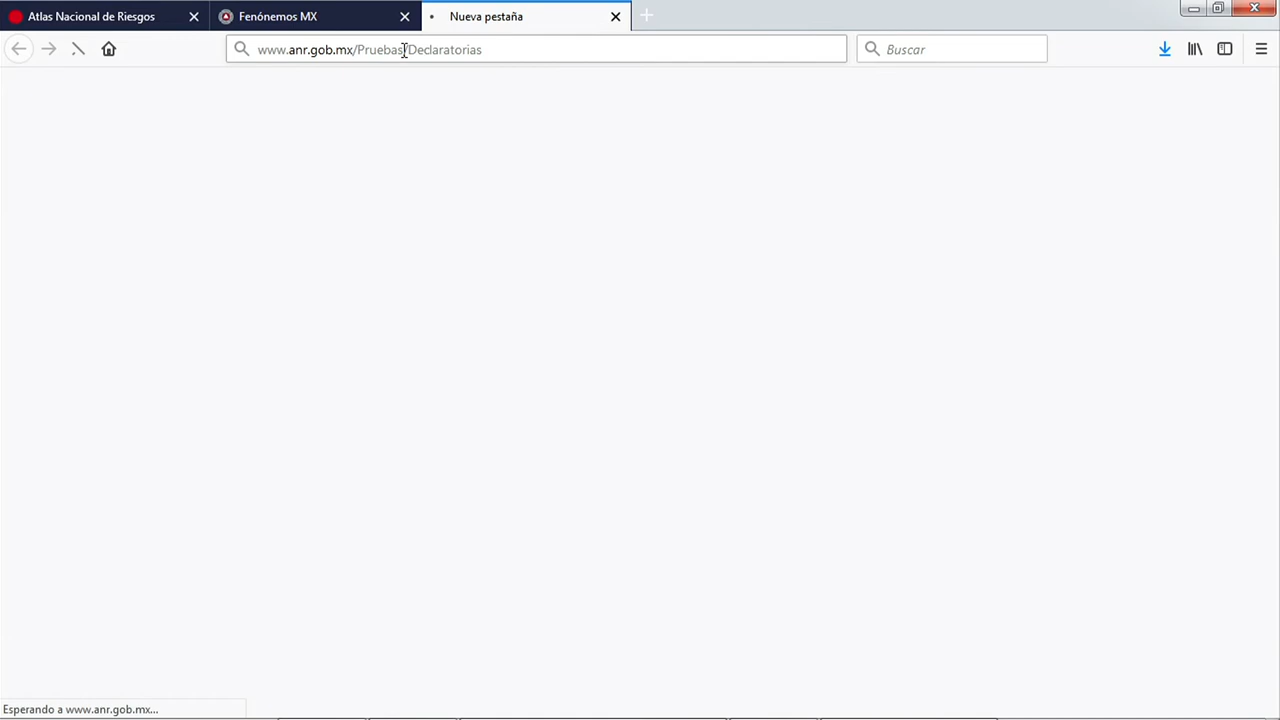 Atlas Nacional de Riesgos
Fenónemos MX
Nueva pestaña
www.anr.gob.mx/Pruebas/Declaratorias
Buscar
Esperando a www.anr.gob.mx...